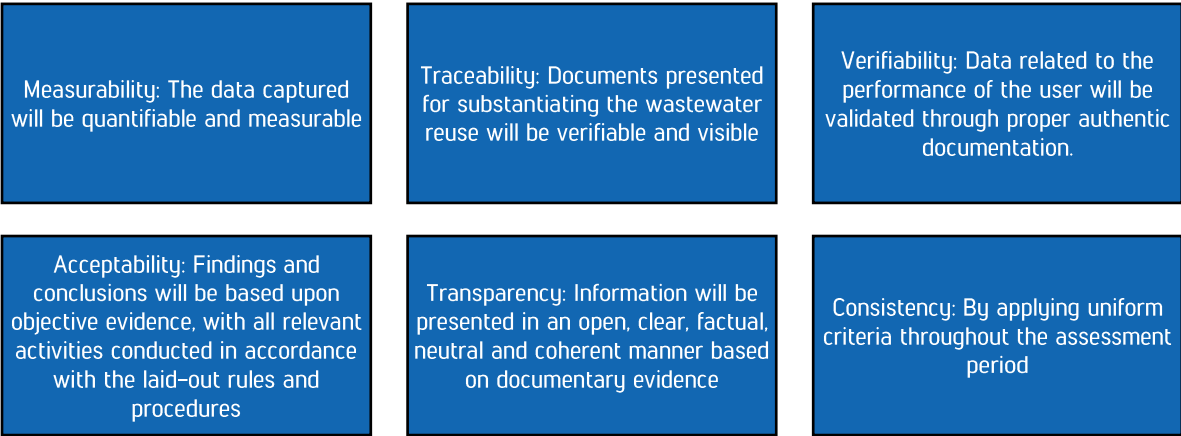 Measurability: The data captured
will be quantifiable and measurable
Traceability: Documents presented
for substantiating the wastewater
reuse will be verifiable and visible
Verifiability: Data related to the
performance of the user will be
validated through proper authentic
documentation.
Acceptability: Findings and
conclusions will be based upon
objective evidence, with all relevant
activities conducted in accordance
with the laid-out rules and
procedures
Transparency: Information will be
presented in an open, clear, factual,
neutral and coherent manner based
on documentary evidence
Consistency: By applying uniform
criteria throughout the assessment
period